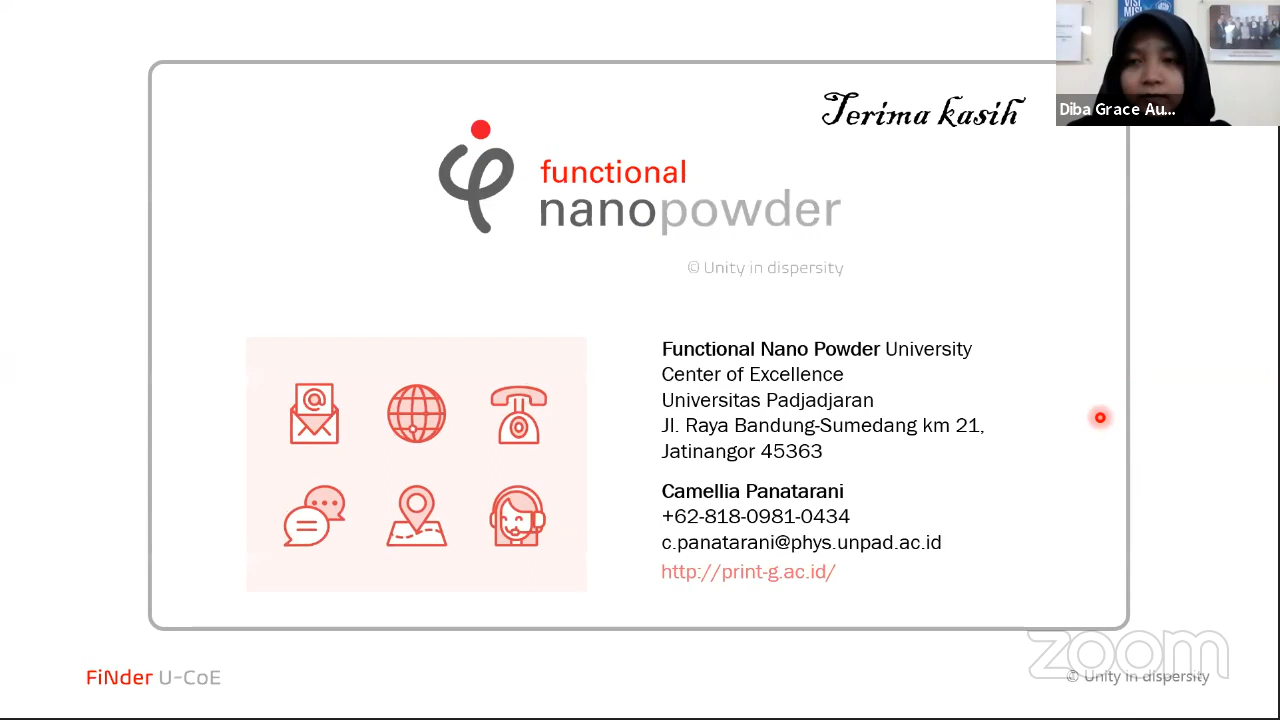 VISI
MISI
Diba Grace Au...
Terima kasih
functional
nanopowder
© Unity in dispersity
Functional Nano Powder University
Center of Excellence
Universitas Padjadjaran
Jl. Raya Bandung-Sumedang km 21,
Jatinangor 45363
Camellia Panatarani
+62-818-0981-0434
c.panatarani@phys.unpad.ac.id
http://print-g.ac.id/
FiNder U-CoE
zoom
© Unity in dispersity